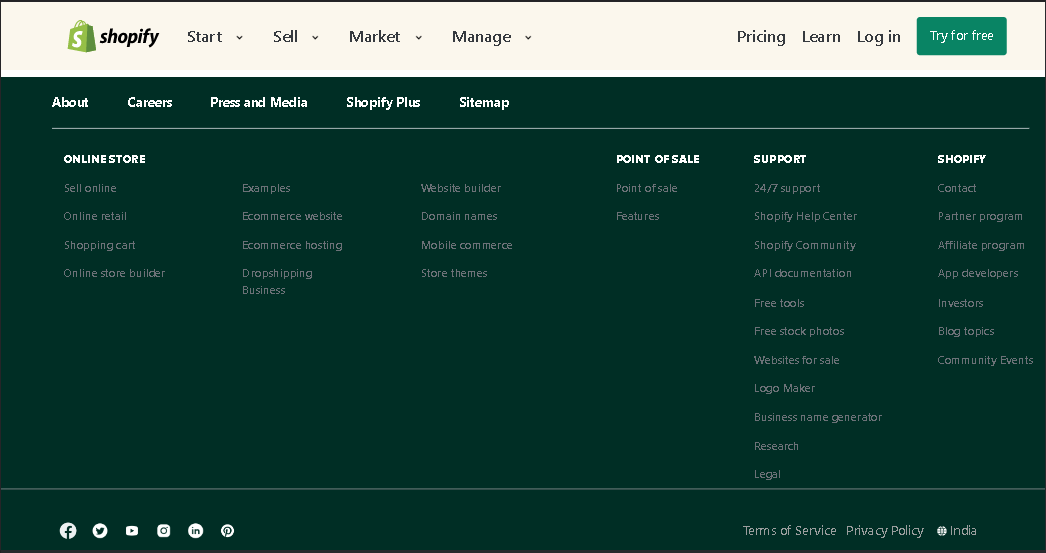 shopify Start Sell Market Manage Pricing Learn Log in Try for free
About Careers Press and Media Shopify Plus Sitemap
ONLINE STORE POINT OF SALE SUPPORT SHOPIFY
Sell online Examples Website builder Point of sale 24/7 support Contact
Online retail Ecommerce website Domain names Features Shopify Help Center Partner program
Shopping cart Ecommerce hosting Mobile commerce Shopify Community Affiliate program
Online store builder Dropshipping Store themes API documentation App developers
Business
Free tools Investors
Free stock photos Blog topics
Websites for sale Community Events
Logo Maker
Business name generator
Research
Legal
Terms of Service Privacy Policy India